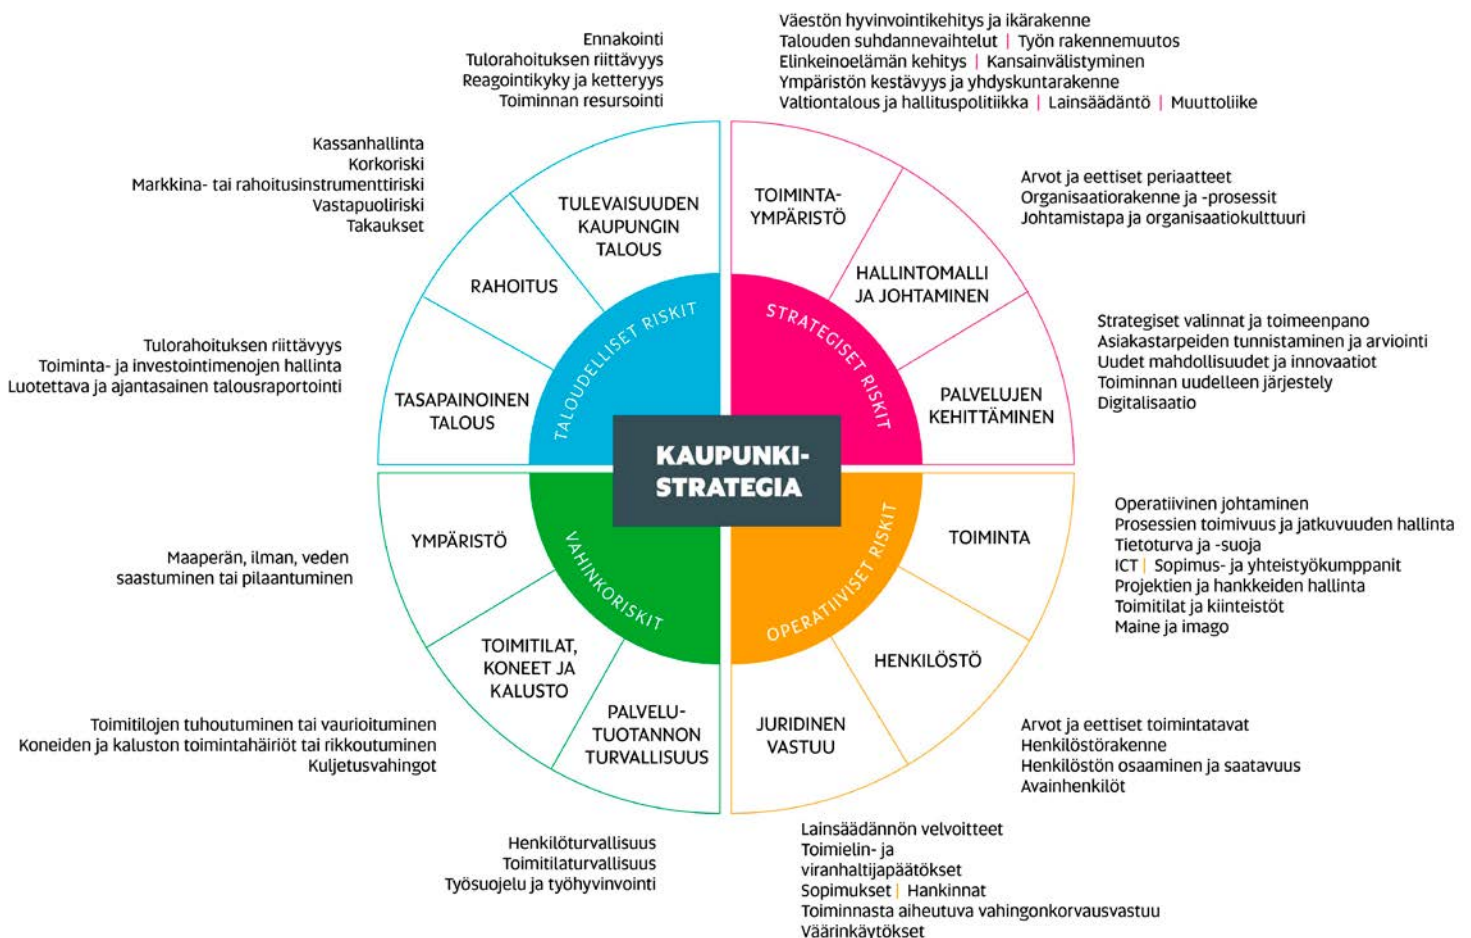 Ennakointi
Tulorahoituksen riittävyys
Reagointikyky ja ketteryys
Toiminnan resursointi
Väestön hyvinvointikehitys ja ikärakenne
Talouden suhdannevaihtelut | Työn rakennemuutos
Elinkeinoelämän kehitys | Kansainvälistyminen
Ympäristön kestävyys ja yhdyskuntarakenne
Valtiontalous ja hallituspolitiikka | Lainsäädäntö | Muuttoliike
Kassanhallinta
Korkoriski
Markkina- tai rahoitusinstrumenttiriski
Vastapuoliriski
Takaukset
Arvot ja eettiset periaatteet
Organisaatiorakenne ja -prosessit
Johtamistapa ja organisaatiokulttuuri
TULEVAISUUDEN
KAUPUNGIN
TALOUS
TOIMINTA-
YMPÄRISTÖ
RAHOITUS
HALLINTOMALLI
JA JOHTAMINEN
Tulorahoituksen riittävyys
Toiminta- ja investointimenojen hallinta
Luotettava ja ajantasainen talousraportointi
TASAPAINOINEN
TALOUS
TALOUDELLISET RISKIT
STRATEGISET RISKIT
PALVELUJEN
KEHITTÄMINEN
Strategiset valinnat ja toimeenpano
Asiakastarpeiden tunnistaminen ja arviointi
Uudet mahdollisuudet ja innovaatiot
Toiminnan uudelleen järjestely
Digitalisaatio
KAUPUNKI-
STRATEGIA
Maaperän, ilman, veden
saastuminen tai pilaantuminen
YMPÄRISTÖ
VAHINKORISKIT
OPERATIIVISET RISKIT
TOIMINTA
Operatiivinen johtaminen
Prosessien toimivuus ja jatkuvuuden hallinta
Tietoturva ja -suoja
ICT | Sopimus- ja yhteistyökumppanit
Projektien ja hankkeiden hallinta
Toimitilat ja kiinteistöt
Maine ja imago
TOIMITILAT,
KONEET JA
KALUSTO
HENKILÖSTÖ
Toimitilojen tuhoutuminen tai vaurioituminen
Koneiden ja kaluston toimintahäiriöt tai rikkoutuminen
Kuljetusvahingot
PALVELU-
TUOTANNON
TURVALLISUUS
JURIDINEN
VASTUU
Arvot ja eettiset toimintatavat
Henkilöstörakenne
Henkilöstön osaaminen ja saatavuus
Avainhenkilöt
Henkilöturvallisuus
Toimitilaturvallisuus
Työsuojelu ja työhyvinvointi
Lainsäädännön velvoitteet
Toimielin- ja
viranhaltijapäätökset
Sopimukset | Hankinnat
Toiminnasta aiheutuva vahingonkorvausvastuu
Väärinkäytökset